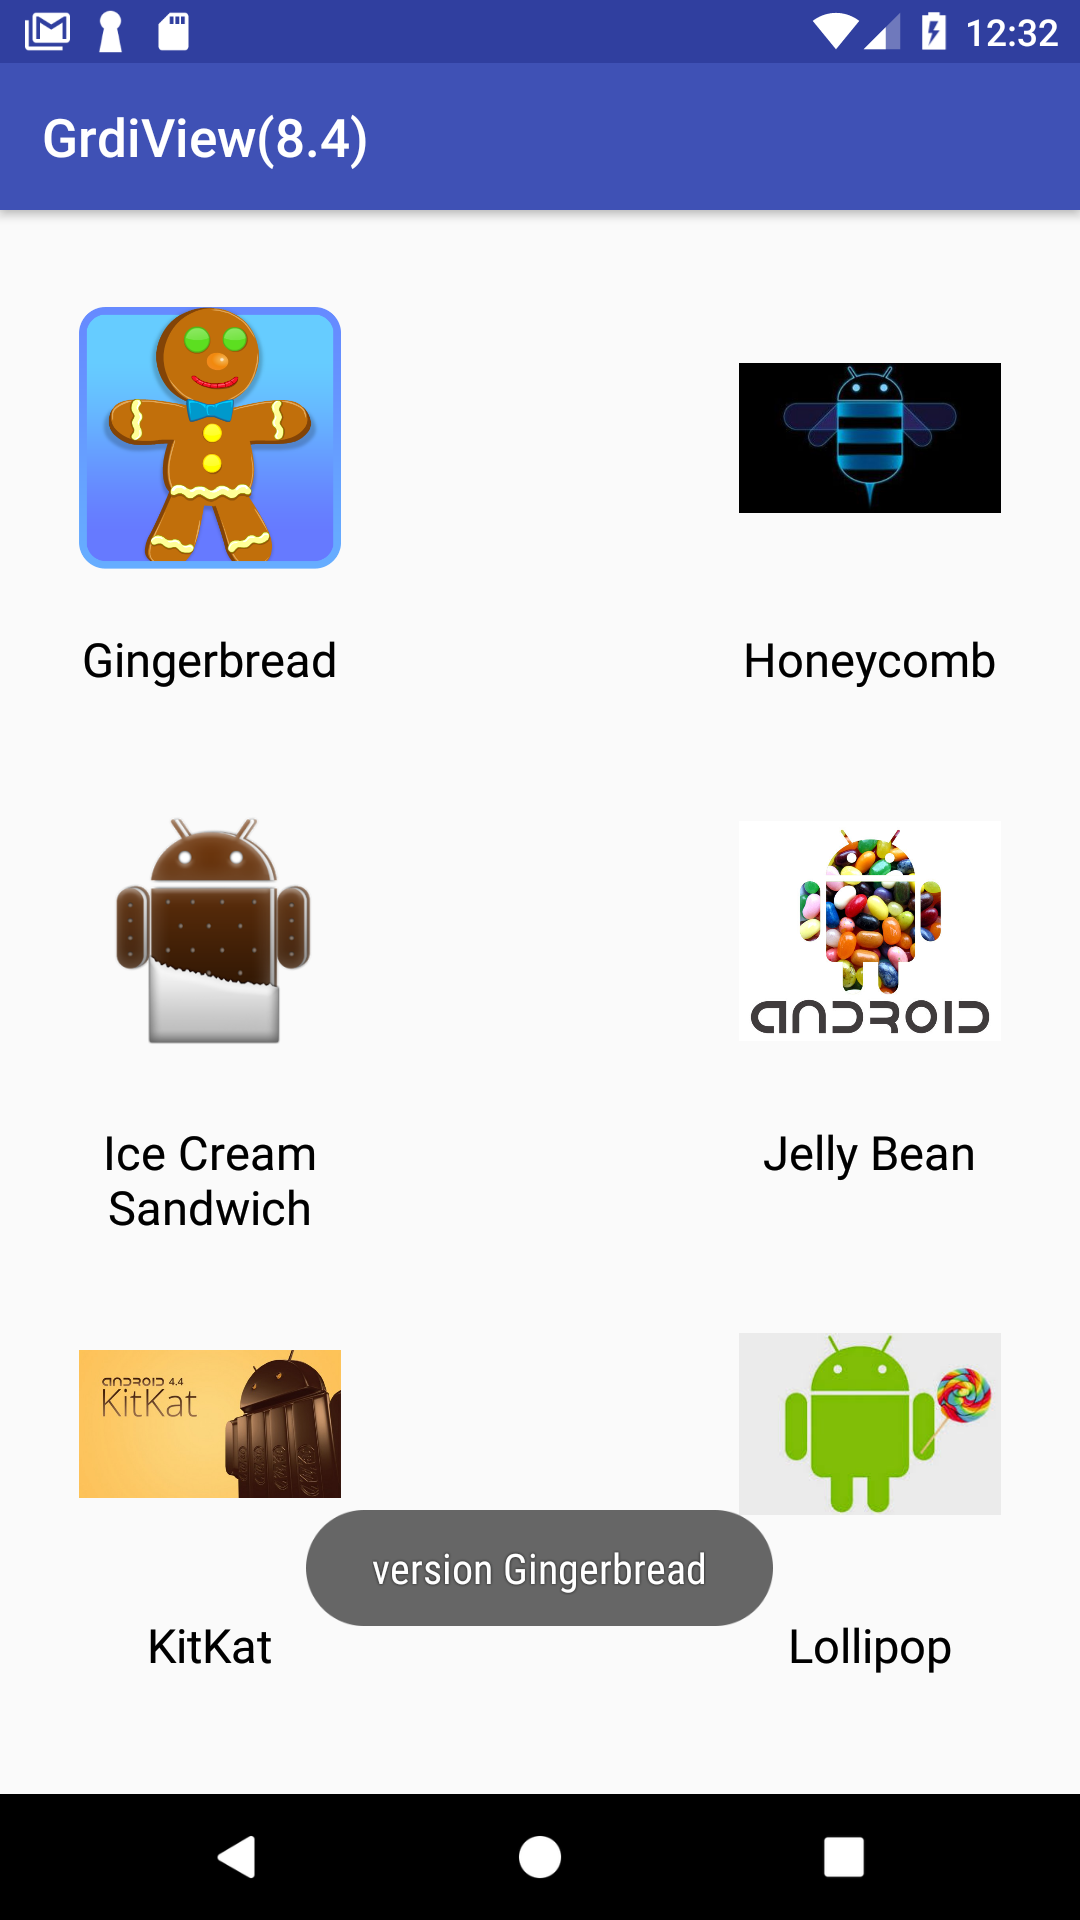 12:32
GrdiView(8.4)
Gingerbread
Honeycomb
ANDROID
Ice Cream
Sandwich
Jelly Bean
ANDROID 4.4
KitKat
version Gingerbread
KitKat
Lollipop